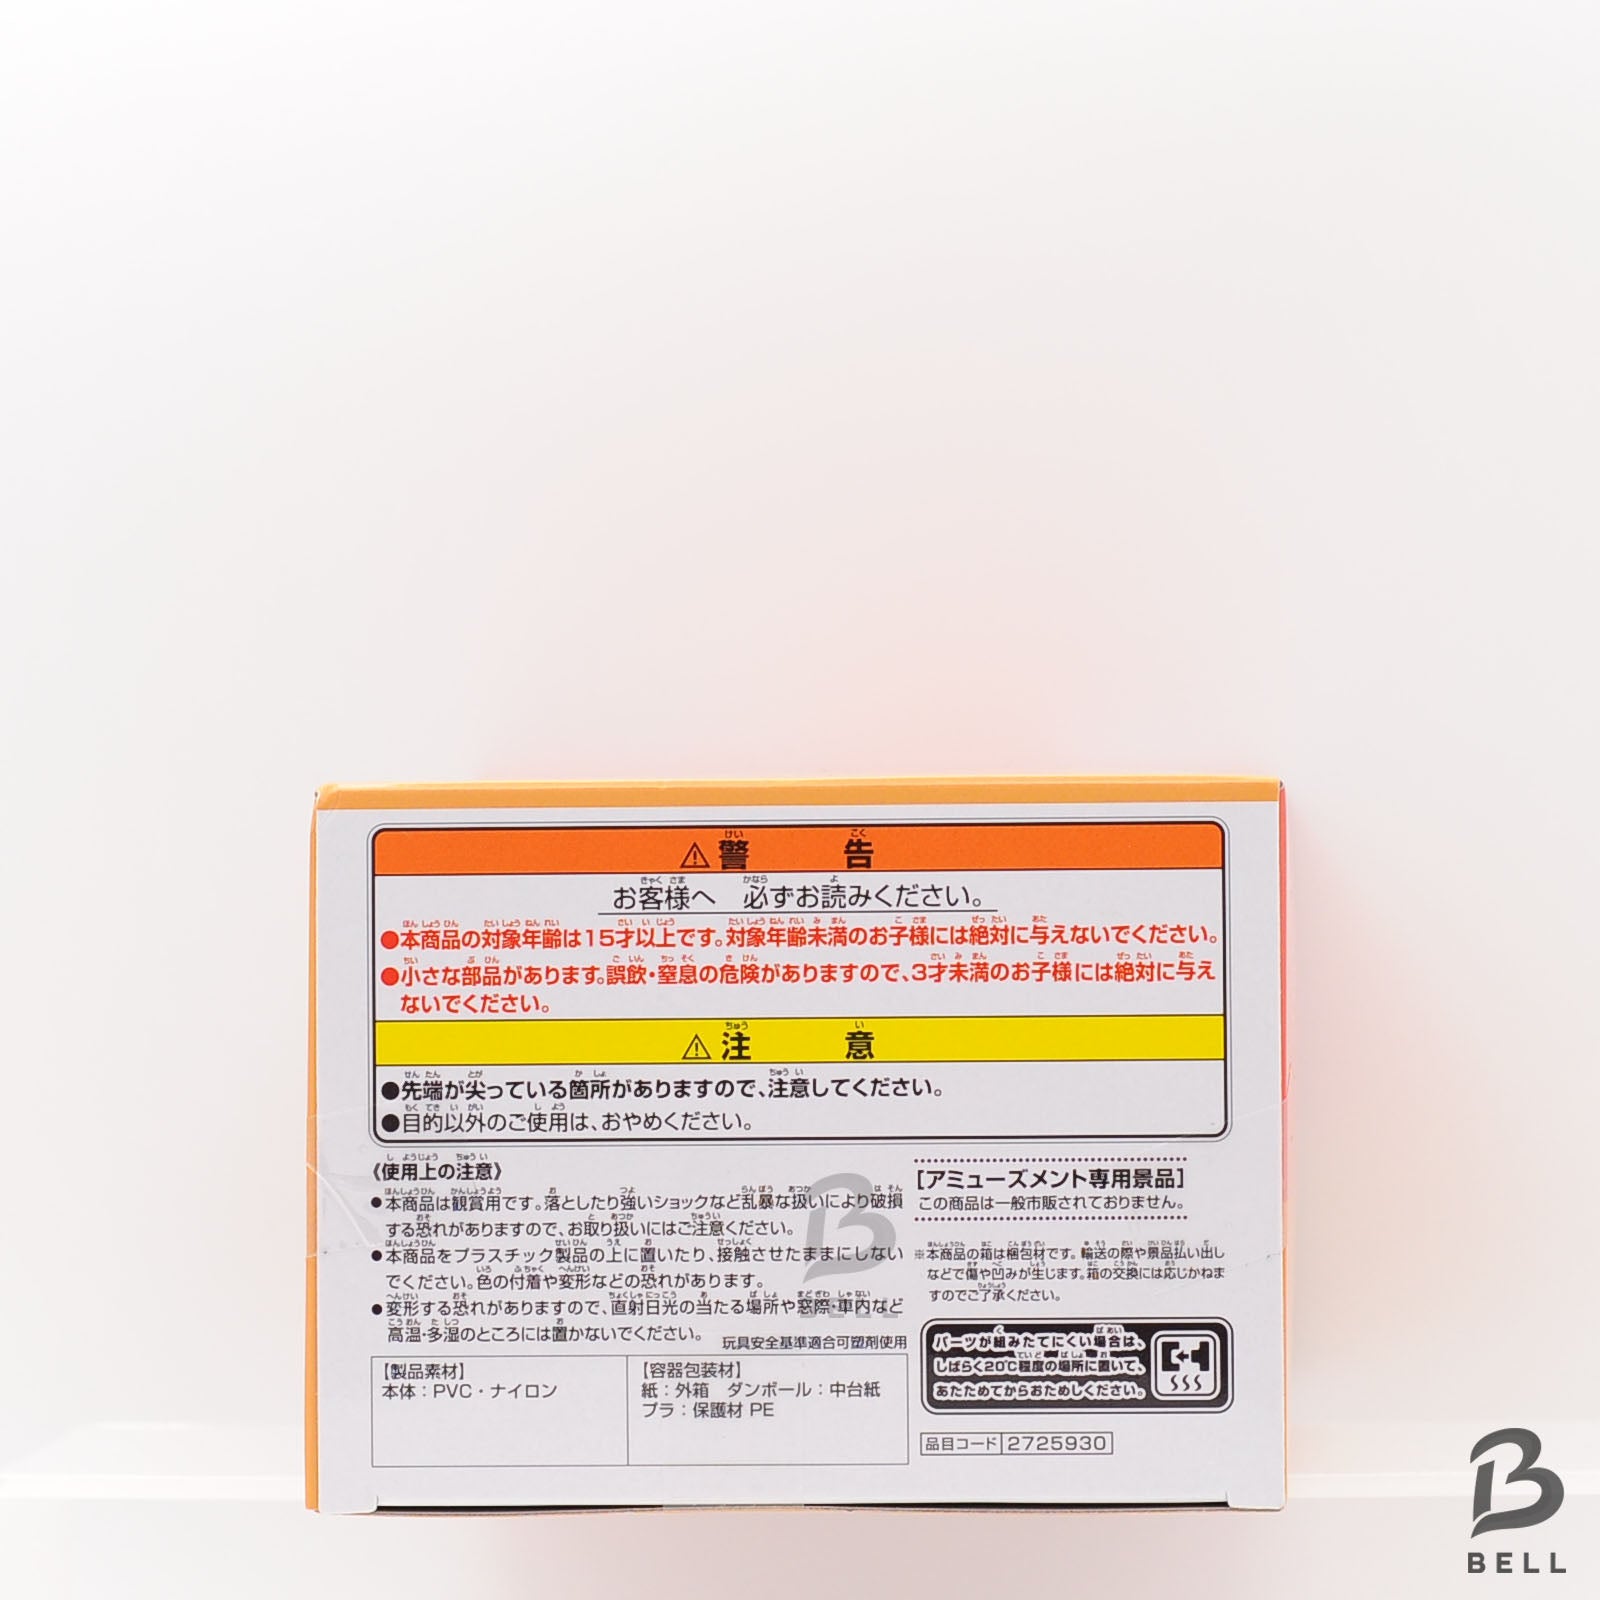 ⚠警告
お客様へ 必ずお読みください。
●本商品の対象年齢は15才以上です。対象年齢未満のお子様には絶対に与えないでください。
●小さな部品があります。誤飲・窒息の危険がありますので、3才未満のお子様には絶対に与え
ないでください。
⚠注意
●先端が尖っている箇所がありますので、注意してください。
●目的以外のご使用は、おやめください。
《使用上の注意》
●本商品は観賞用です。落としたり強いショックなど乱暴な扱いにより破損
する恐れがありますので、お取り扱いにはご注意ください。
●本商品をプラスチック製品の上に置いたり、接触させたままにしない
でください。色の付着や変形などの恐れがあります。
●変形する恐れがありますので、直射日光の当たる場所や窓際・車内など
高温・多湿のところには置かないでください。
玩具安全基準適合可塑剤使用
【製品素材】
本体：PVC・ナイロン
【容器包装材】
紙：外箱 ダンボール：中台紙
プラ：保護材 PE
[アミューズメント専用景品]
この商品は一般市販されておりません。
※本商品の箱は梱包材です。輸送の際や景品払い出し
などで傷や凹みが生じます。箱の交換には応じかねま
すのでご了承ください。
パーツが組みたてにくい場合は、
しばらく20℃程度の場所に置いて、
あたためてからおためしください。
品目コード 2725930
BELL
BELL